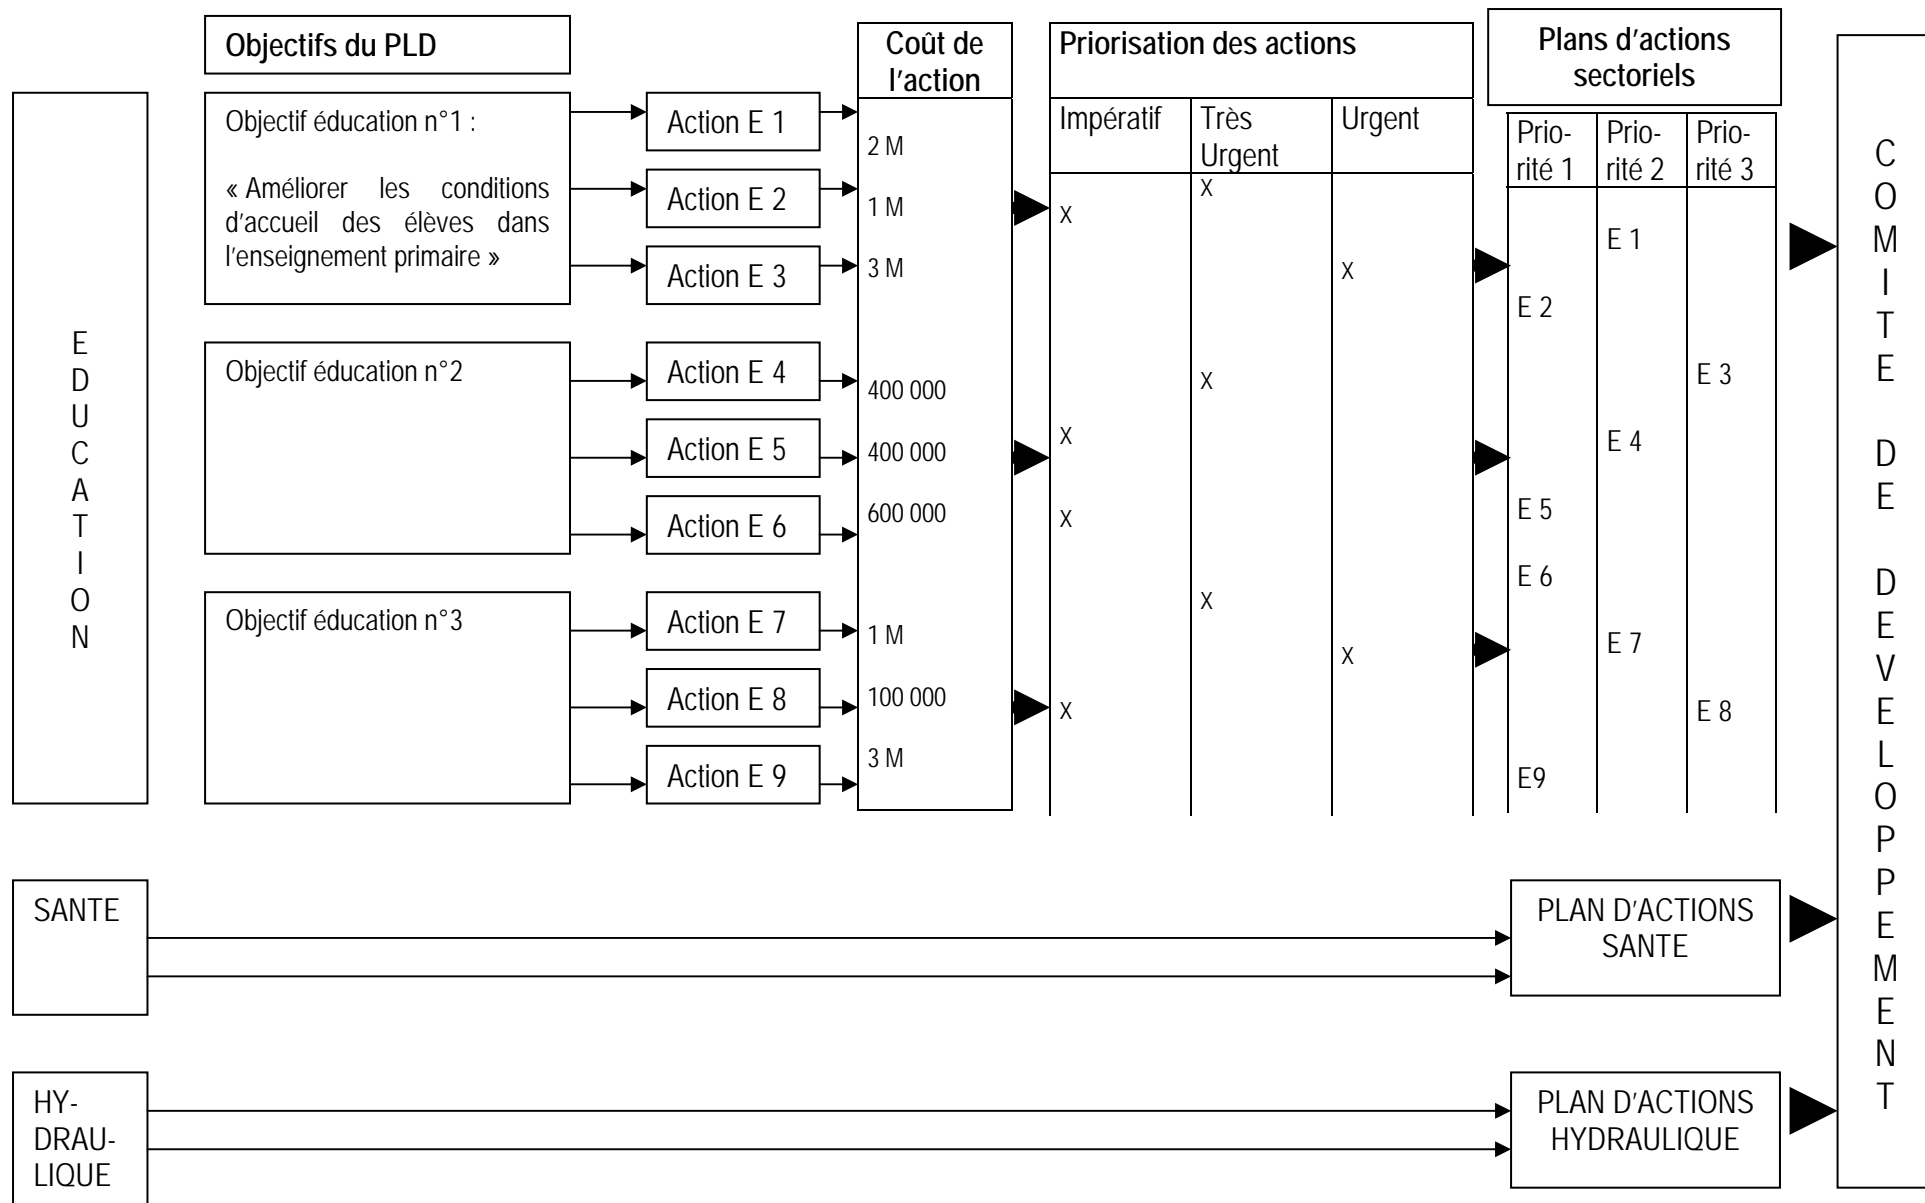 Objectifs du PLD
Coût de
l'action
Priorisation des actions
Plans d'actions
sectoriels
Impératif
Très
Urgent
Urgent
Prio-
rité 1
Prio-
rité 2
Prio-
rité 3
EDUCATION
Objectif éducation n°1 :
« Améliorer les conditions
d'accueil des élèves dans
l'enseignement primaire »
Action E 1
Action E 2
Action E 3
2 M
1 M
3 M
X
X
X
E 1
E 2
E 3
Objectif éducation n°2
Action E 4
Action E 5
Action E 6
400 000
400 000
600 000
X
X
X
E 4
E 5
E 6
Objectif éducation n°3
Action E 7
Action E 8
Action E 9
1 M
100 000
3 M
X
X
X
E 7
E 8
E9
SANTE
PLAN D'ACTIONS
SANTE
HY-
DRAU-
LIQUE
PLAN D'ACTIONS
HYDRAULIQUE
COMITE DE DEVELOPPEMENT